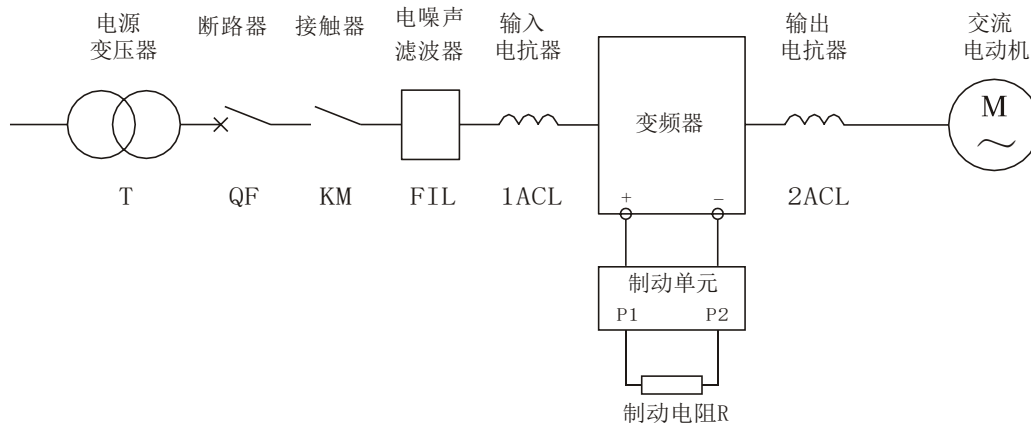 电源
变压器
断路器
接触器
电噪声
滤波器
输入
电抗器
输出
电抗器
交流
电动机
变频器
M
～
T
QF
KM
FIL
1ACL
2ACL
+
－
制动单元
P1
P2
制动电阻R